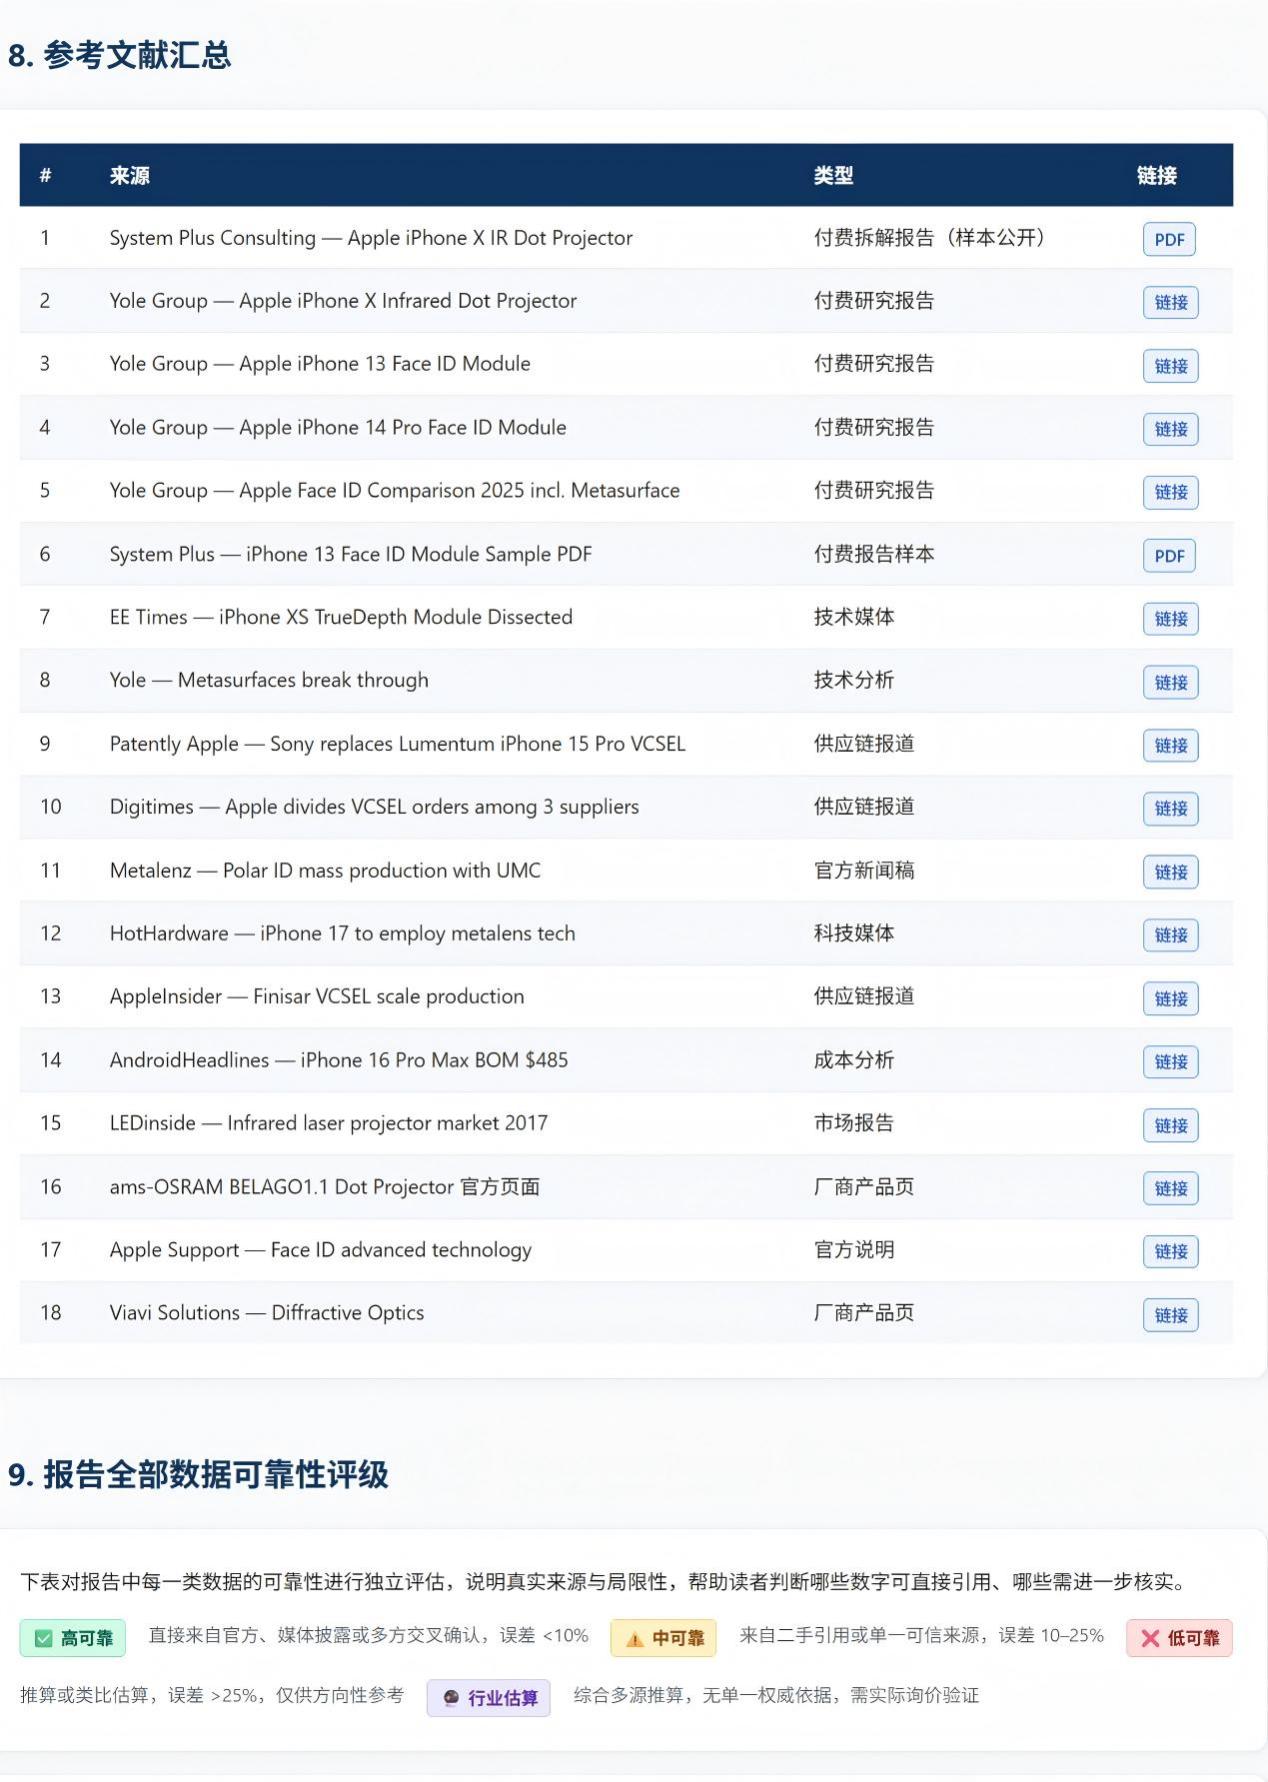 8. 参考文献汇总
# 来源 类型 链接
1 System Plus Consulting — Apple iPhone X IR Dot Projector 付费拆解报告（样本公开） PDF
2 Yole Group — Apple iPhone X Infrared Dot Projector 付费研究报告 链接
3 Yole Group — Apple iPhone 13 Face ID Module 付费研究报告 链接
4 Yole Group — Apple iPhone 14 Pro Face ID Module 付费研究报告 链接
5 Yole Group — Apple Face ID Comparison 2025 incl. Metasurface 付费研究报告 链接
6 System Plus — iPhone 13 Face ID Module Sample PDF 付费报告样本 PDF
7 EE Times — iPhone XS TrueDepth Module Dissected 技术媒体 链接
8 Yole — Metasurfaces break through 技术分析 链接
9 Patently Apple — Sony replaces Lumentum iPhone 15 Pro VCSEL 供应链报道 链接
10 Digitimes — Apple divides VCSEL orders among 3 suppliers 供应链报道 链接
11 Metalenz — Polar ID mass production with UMC 官方新闻稿 链接
12 HotHardware — iPhone 17 to employ metalens tech 科技媒体 链接
13 AppleInsider — Finisar VCSEL scale production 供应链报道 链接
14 AndroidHeadlines — iPhone 16 Pro Max BOM $485 成本分析 链接
15 LEDinside — Infrared laser projector market 2017 市场报告 链接
16 ams-OSRAM BELAGO1.1 Dot Projector 官方页面 厂商产品页 链接
17 Apple Support — Face ID advanced technology 官方说明 链接
18 Viavi Solutions — Diffractive Optics 厂商产品页 链接
9. 报告全部数据可靠性评级
下表对报告中每一类数据的可靠性进行独立评估，说明真实来源与局限性，帮助读者判断哪些数字可直接引用、哪些需进一步核实。
✅ 高可靠 直接来自官方、媒体披露或多方交叉确认，误差 <10% ⚠️ 中可靠 来自二手引用或单一可信来源，误差 10–25% ❌ 低可靠
推算或类比估算，误差 >25%，仅供方向性参考 🔮 行业估算 综合多源推算，无单一权威依据，需实际询价验证